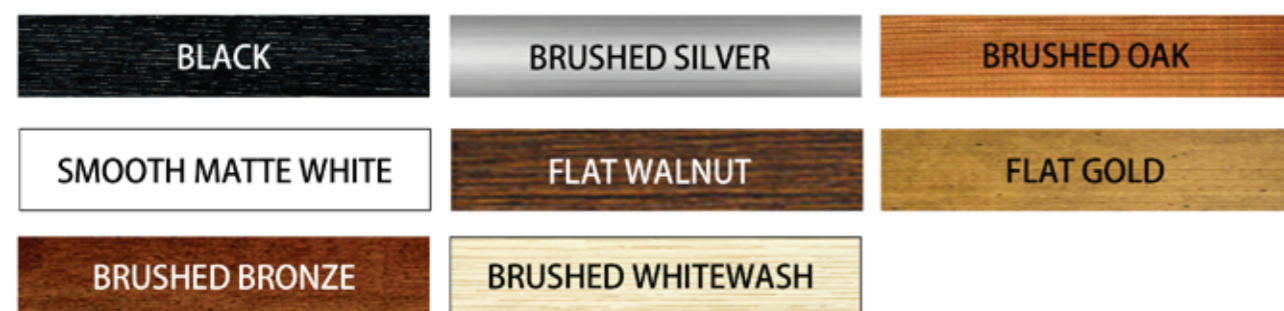 BLACK
BRUSHED SILVER
BRUSHED OAK
SMOOTH MATTE WHITE
FLAT WALNUT
FLAT GOLD
BRUSHED BRONZE
BRUSHED WHITEWASH